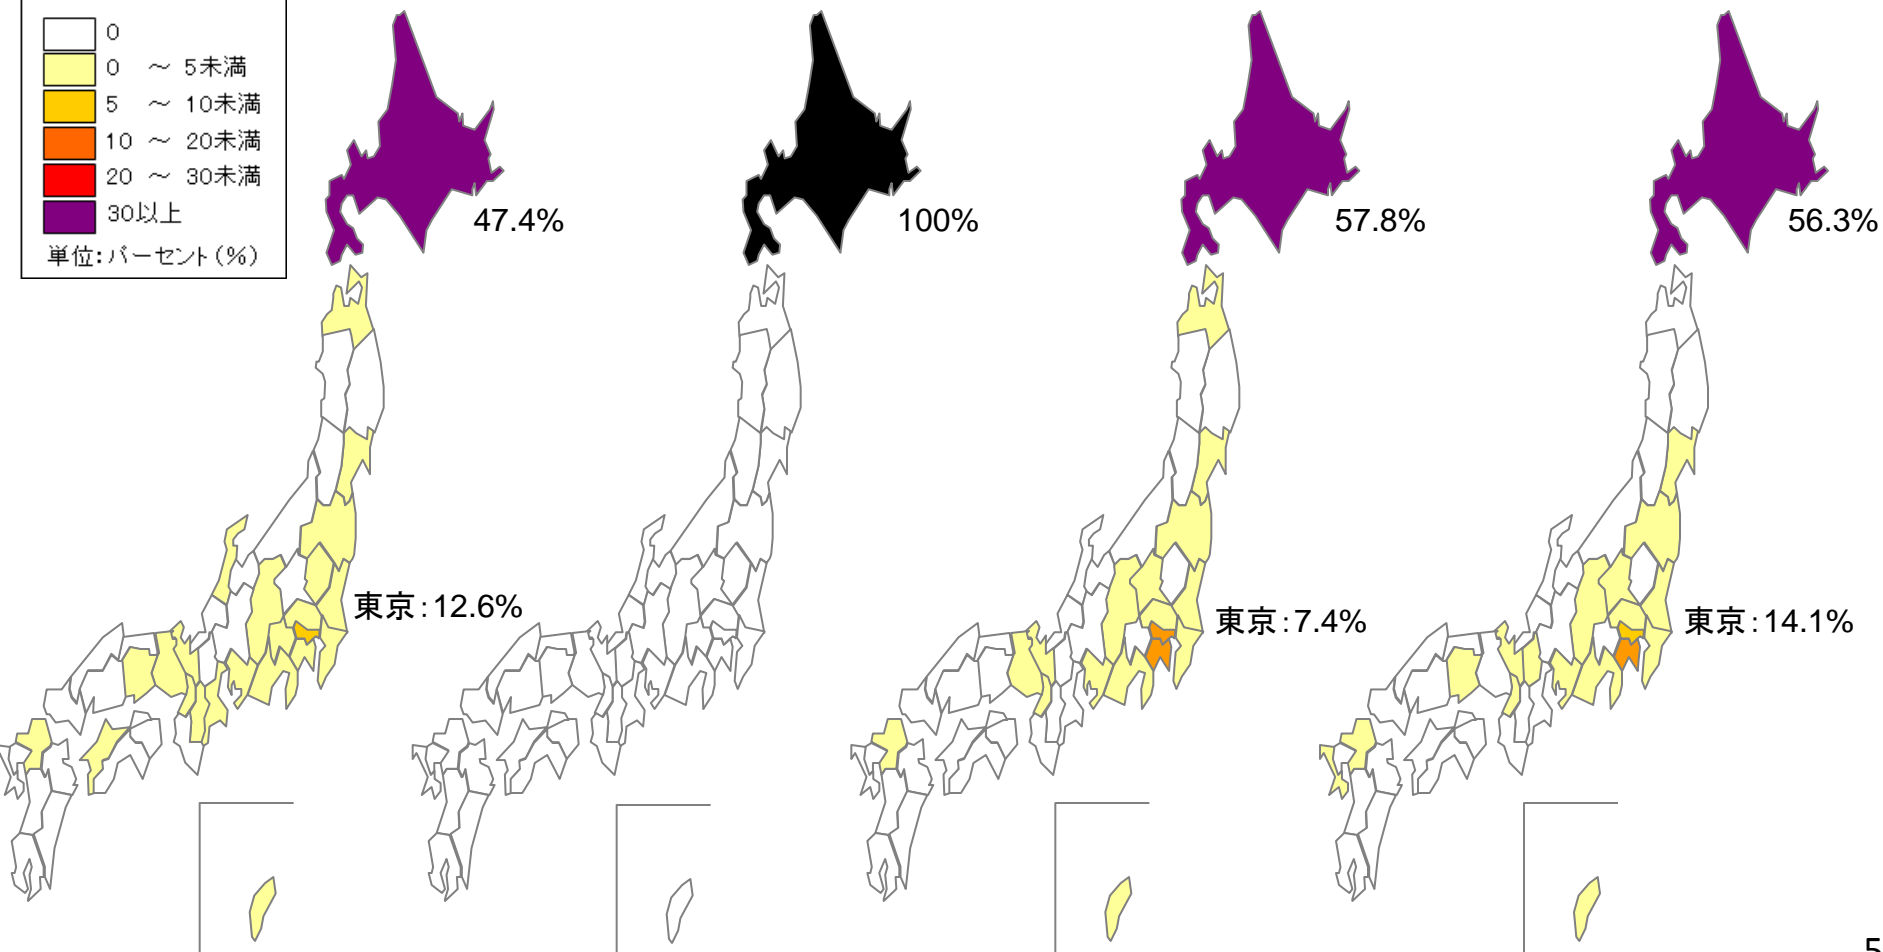 0
0 ～ 5未満
5 ～ 10未満
10 ～ 20未満
20 ～ 30未満
30以上
単位:パーセント(%)
47.4%
100%
57.8%
56.3%
東京:12.6%
東京:7.4%
東京:14.1%
5